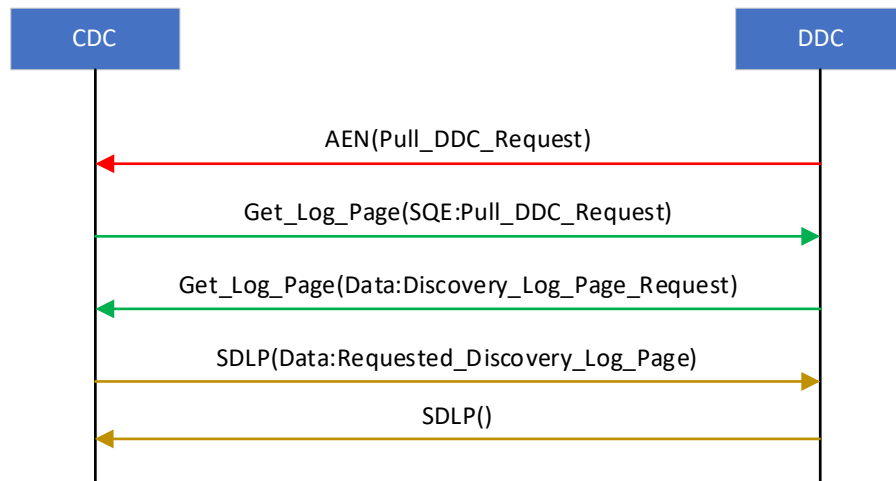 CDC
DDC
AEN(Pull_DDC_Request)
Get_Log_Page(SQE:Pull_DDC_Request)
Get_Log_Page(Data:Discovery_Log_Page_Request)
SDLP(Data:Requested_Discovery_Log_Page)
SDLP()